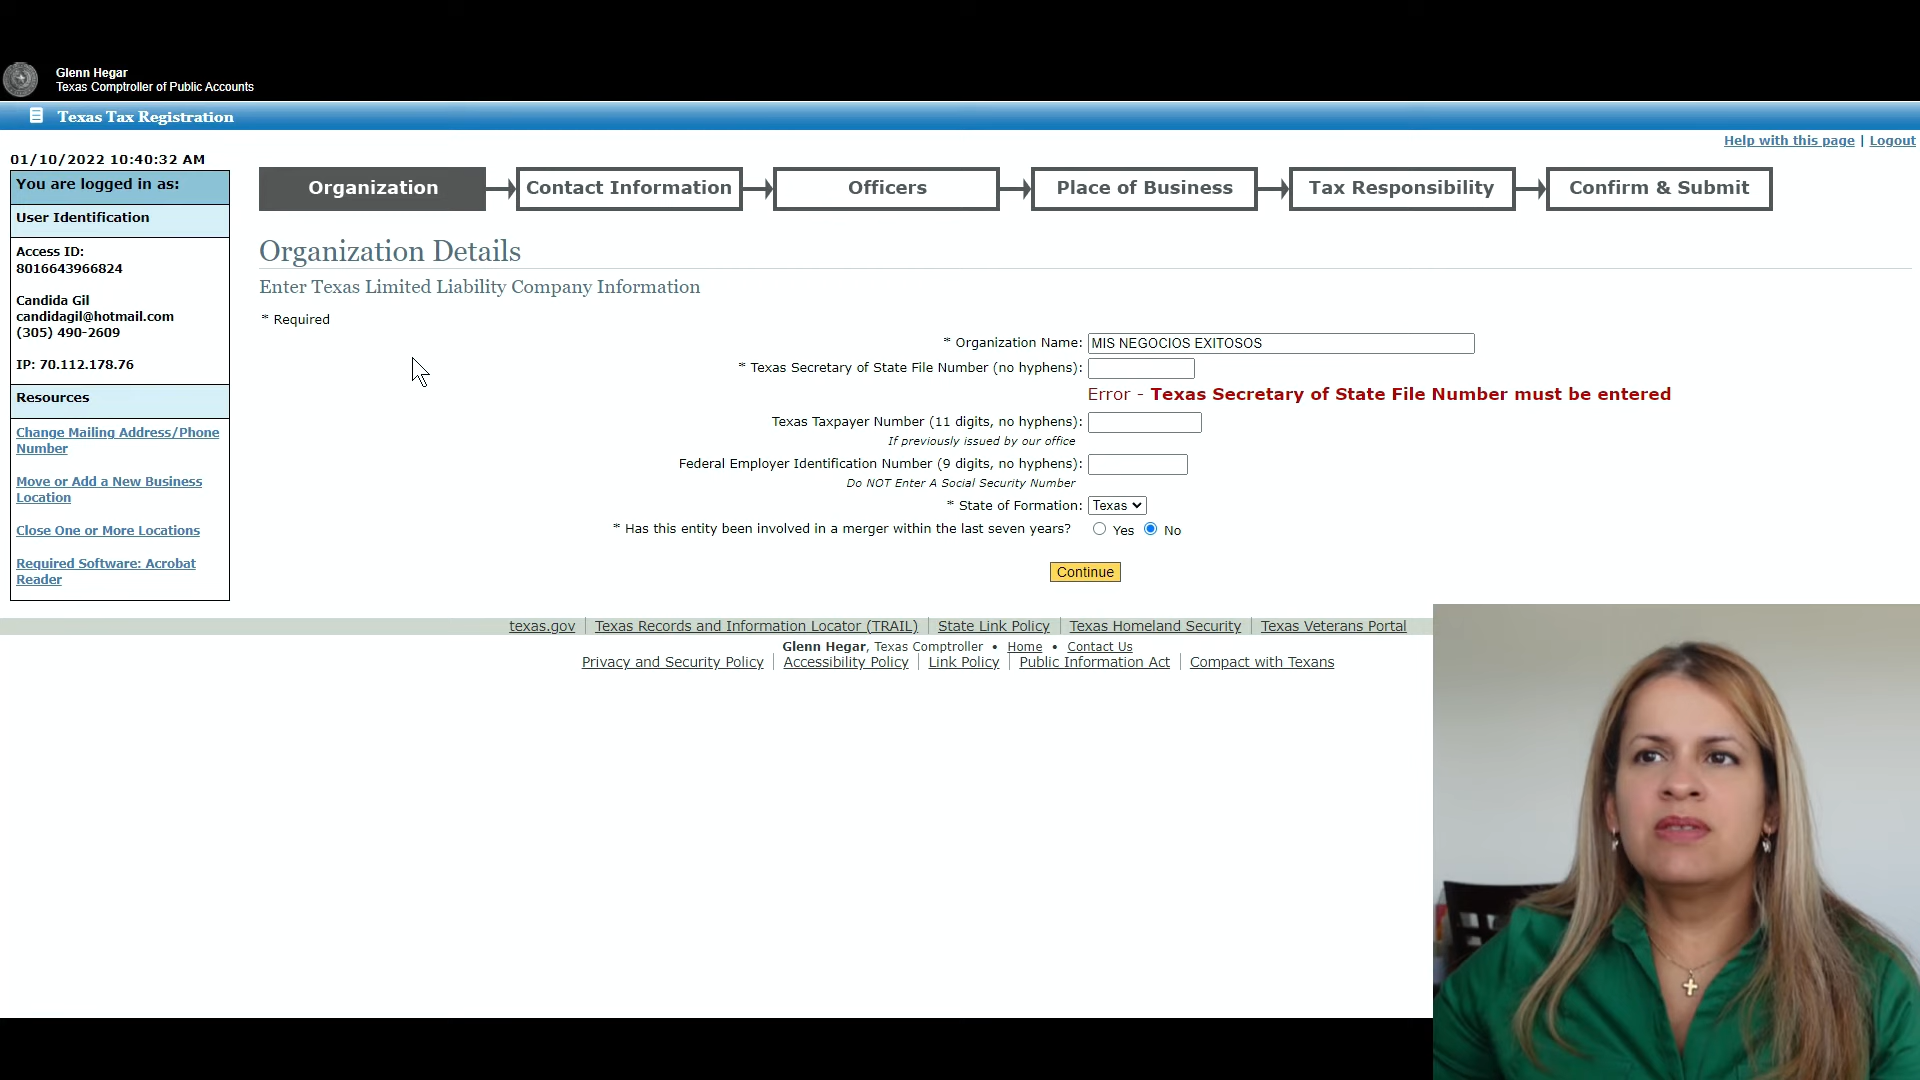 Glenn Hegar
Texas Comptroller of Public Accounts
Texas Tax Registration
Help with this page | Logout
01/10/2022 10:40:32 AM
You are logged in as:
User Identification
Access ID:
8016643966824
Candida Gil
candidagil@hotmail.com
(305) 490-2609
IP: 70.112.178.76
Resources
Change Mailing Address/Phone
Number
Move or Add a New Business
Location
Close One or More Locations
Required Software: Acrobat
Reader
Organization
Contact Information
Officers
Place of Business
Tax Responsibility
Confirm & Submit
Organization Details
Enter Texas Limited Liability Company Information
* Required
* Organization Name: MIS NEGOCIOS EXITOSOS
* Texas Secretary of State File Number (no hyphens):
Error - Texas Secretary of State File Number must be entered
Texas Taxpayer Number (11 digits, no hyphens):
If previously issued by our office
Federal Employer Identification Number (9 digits, no hyphens):
Do NOT Enter A Social Security Number
* State of Formation: Texas
* Has this entity been involved in a merger within the last seven years? Yes No
Continue
texas.gov | Texas Records and Information Locator (TRAIL) | State Link Policy | Texas Homeland Security | Texas Veterans Portal
Glenn Hegar, Texas Comptroller • Home • Contact Us
Privacy and Security Policy | Accessibility Policy | Link Policy | Public Information Act | Compact with Texans